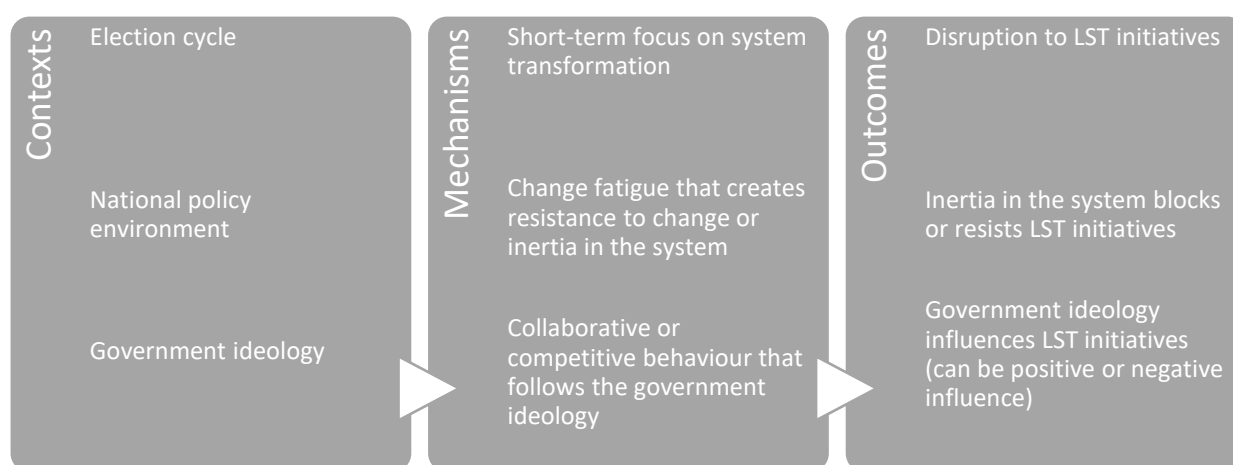 Contexts
Election cycle
National policy
environment
Government ideology
Mechanisms
Short-term focus on system
transformation
Change fatigue that creates
resistance to change or
inertia in the system
Collaborative or
competitive behaviour that
follows the government
ideology
Outcomes
Disruption to LST initiatives
Inertia in the system blocks
or resists LST initiatives
Government ideology
influences LST initiatives
(can be positive or negative
influence)